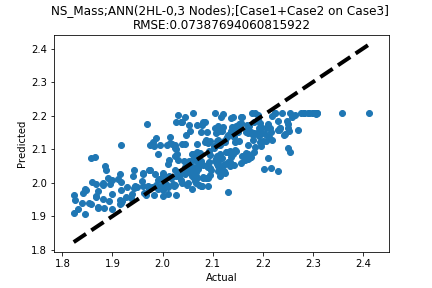 NS_Mass;ANN(2HL-0,3 Nodes);[Case1+Case2 on Case3]
RMSE:0.07387694060815922
2.4
2.3
2.2
2.1
2.0
1.9
1.8
Predicted
1.8 1.9 2.0 2.1 2.2 2.3 2.4
Actual